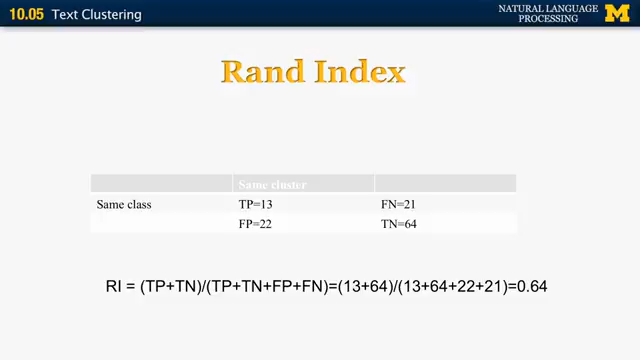 10.05 Text Clustering
NATURAL LANGUAGE
PROCESSING
M
Rand Index
Same cluster
Same class TP=13 FN=21
FP=22 TN=64
RI = (TP+TN)/(TP+TN+FP+FN)=(13+64)/(13+64+22+21)=0.64